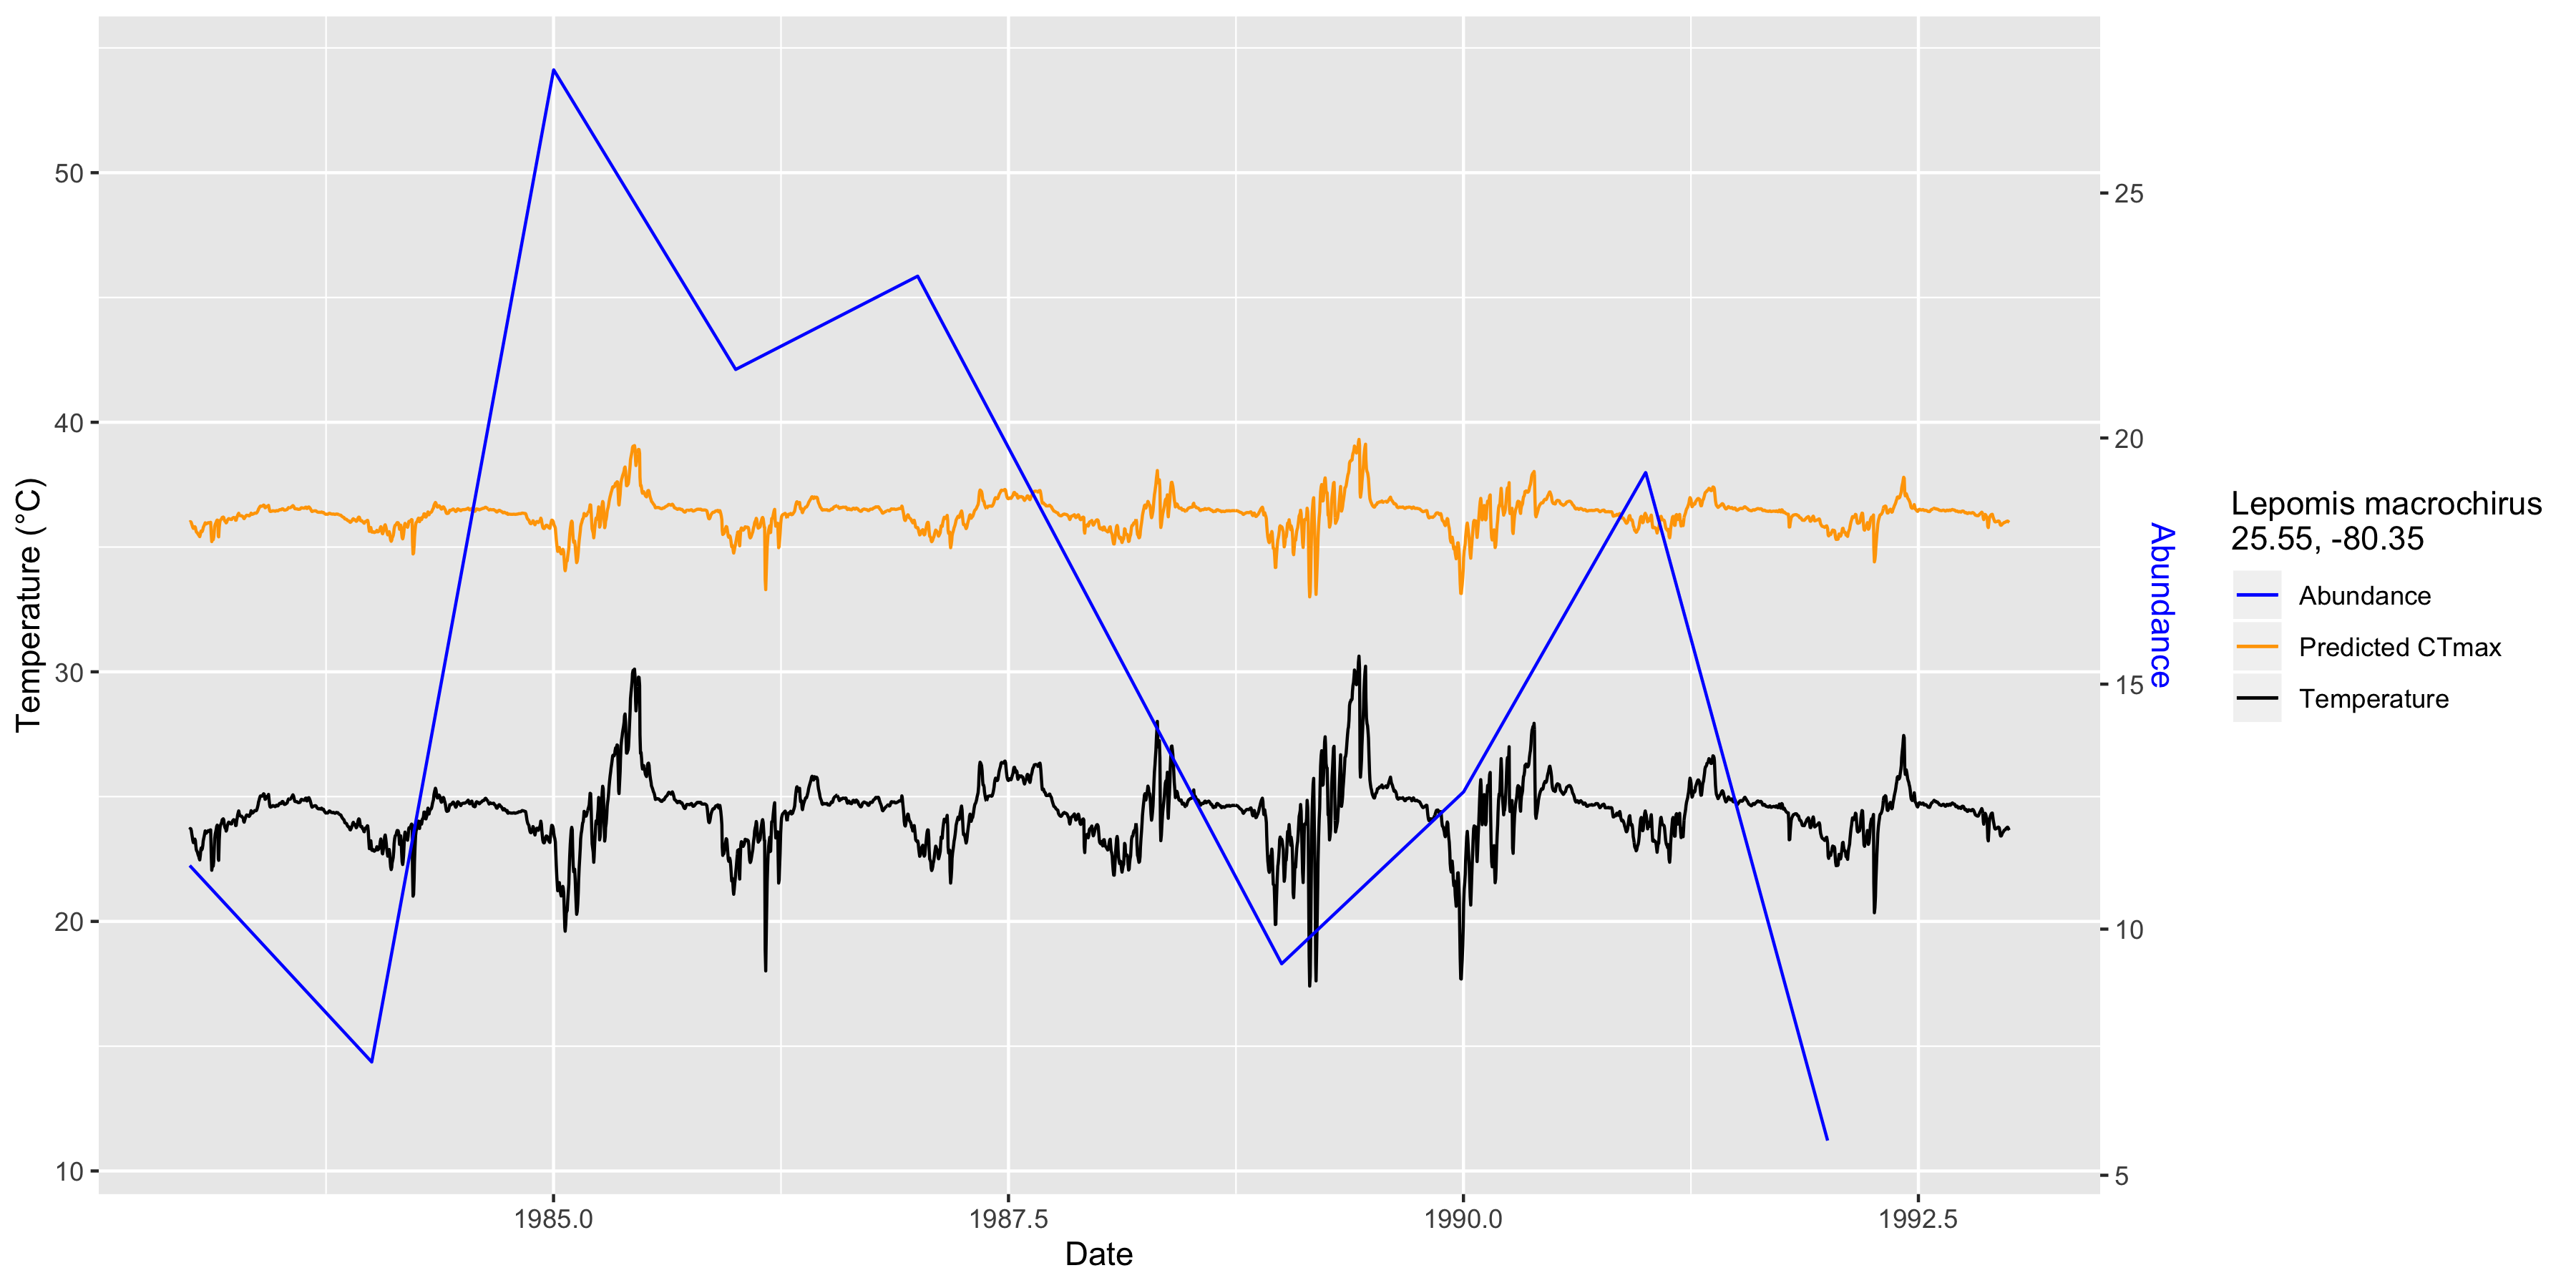 50
40
30
20
10
Temperature (°C)
1985.0
1987.5
1990.0
1992.5
Date
25
20
15
10
5
Abundance
Lepomis macrochirus
25.55, -80.35
Abundance
Predicted CTmax
Temperature